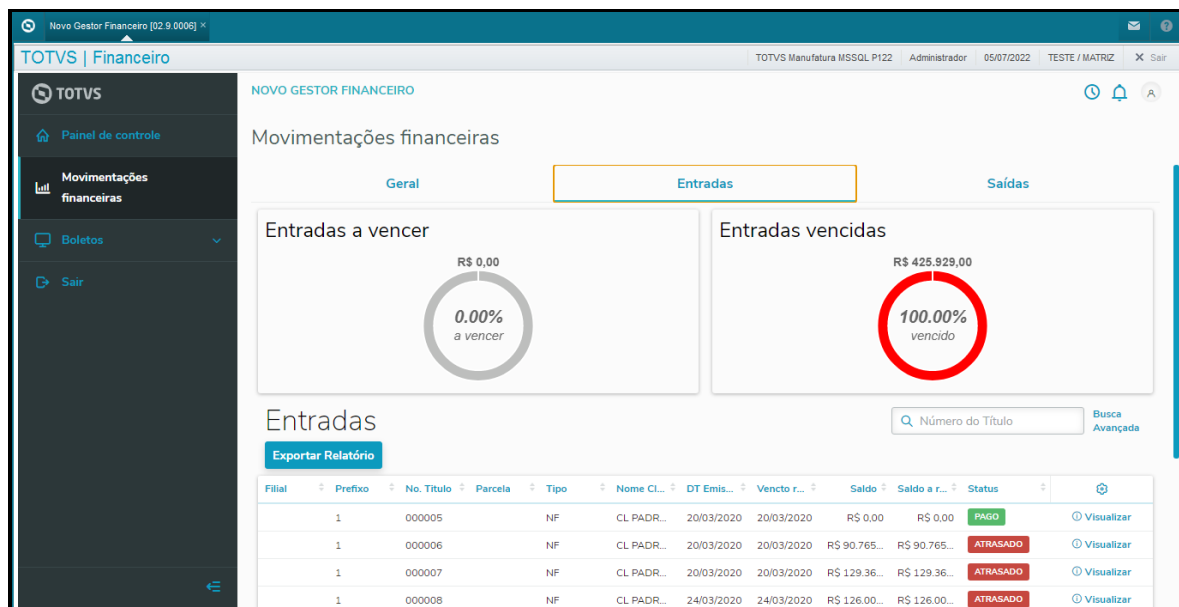 Novo Gestor Financeiro [02.9.0006] ×
TOTVS | Financeiro
TOTVS Manufatura MSSQL P122 Administrador 05/07/2022 TESTE / MATRIZ X Sair
TOTVS
Painel de controle
Movimentações
financeiras
Boletos
Sair
NOVO GESTOR FINANCEIRO
A
Movimentações financeiras
Geral Entradas Saídas
Entradas a vencer
R$ 0,00
0.00%
a vencer
Entradas vencidas
R$ 425.929,00
100.00%
vencido
Entradas
Número do Título
Busca
Avançada
Exportar Relatório
Filial Prefixo No. Titulo Parcela Tipo Nome Cl... DT Emis... Vencto r... Saldo Saldo a r... Status
1 000005 NF CL PADR... 20/03/2020 20/03/2020 R$ 0,00 R$ 0,00 PAGO Visualizar
1 000006 NF CL PADR... 20/03/2020 20/03/2020 R$ 90.765... R$ 90.765... ATRASADO Visualizar
1 000007 NF CL PADR... 20/03/2020 20/03/2020 R$ 129.36... R$ 129.36... ATRASADO Visualizar
1 000008 NF CL PADR... 24/03/2020 24/03/2020 R$ 126.00... R$ 126.00... ATRASADO Visualizar